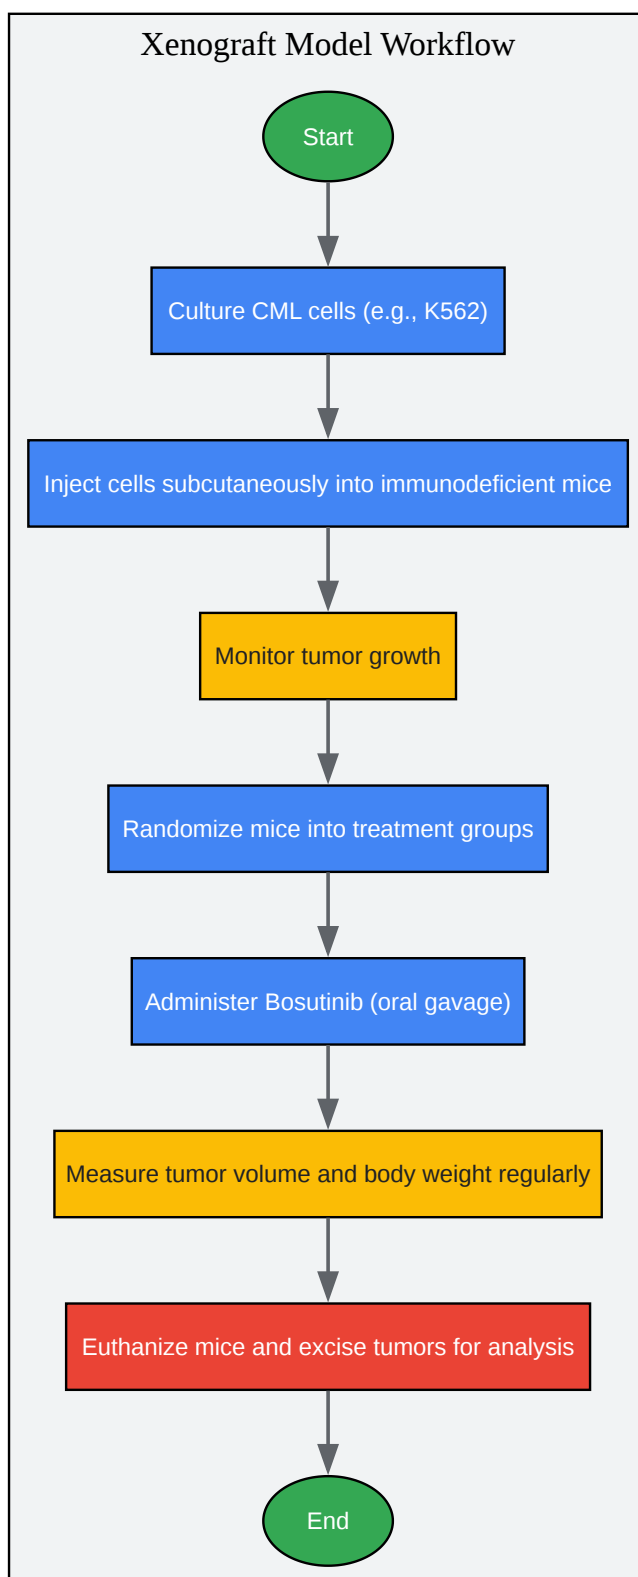 Xenograft Model Workflow
Start
Culture CML cells (e.g., K562)
Inject cells subcutaneously into immunodeficient mice
Monitor tumor growth
Randomize mice into treatment groups
Administer Bosutinib (oral gavage)
Measure tumor volume and body weight regularly
Euthanize mice and excise tumors for analysis
End